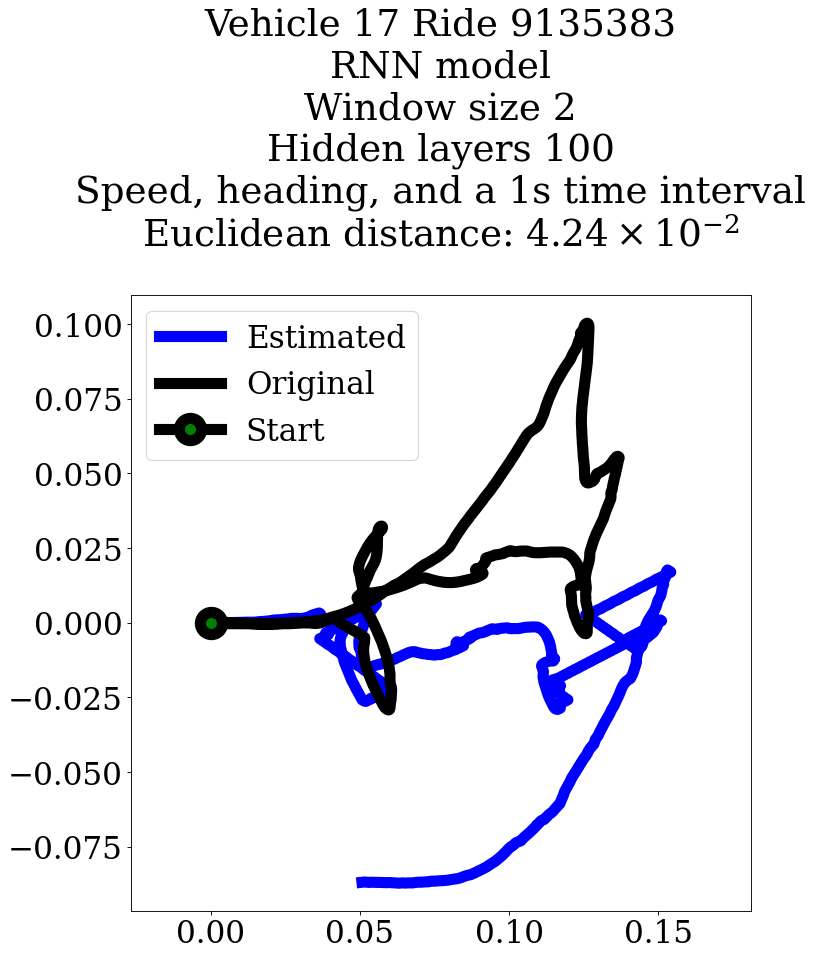 Vehicle 17 Ride 9135383
RNN model
Window size 2
Hidden layers 100
Speed, heading, and a 1s time interval
Euclidean distance: 4.24 × 10⁻²
Estimated
Original
Start
0.100
0.075
0.050
0.025
0.000
−0.025
−0.050
−0.075
0.00 0.05 0.10 0.15